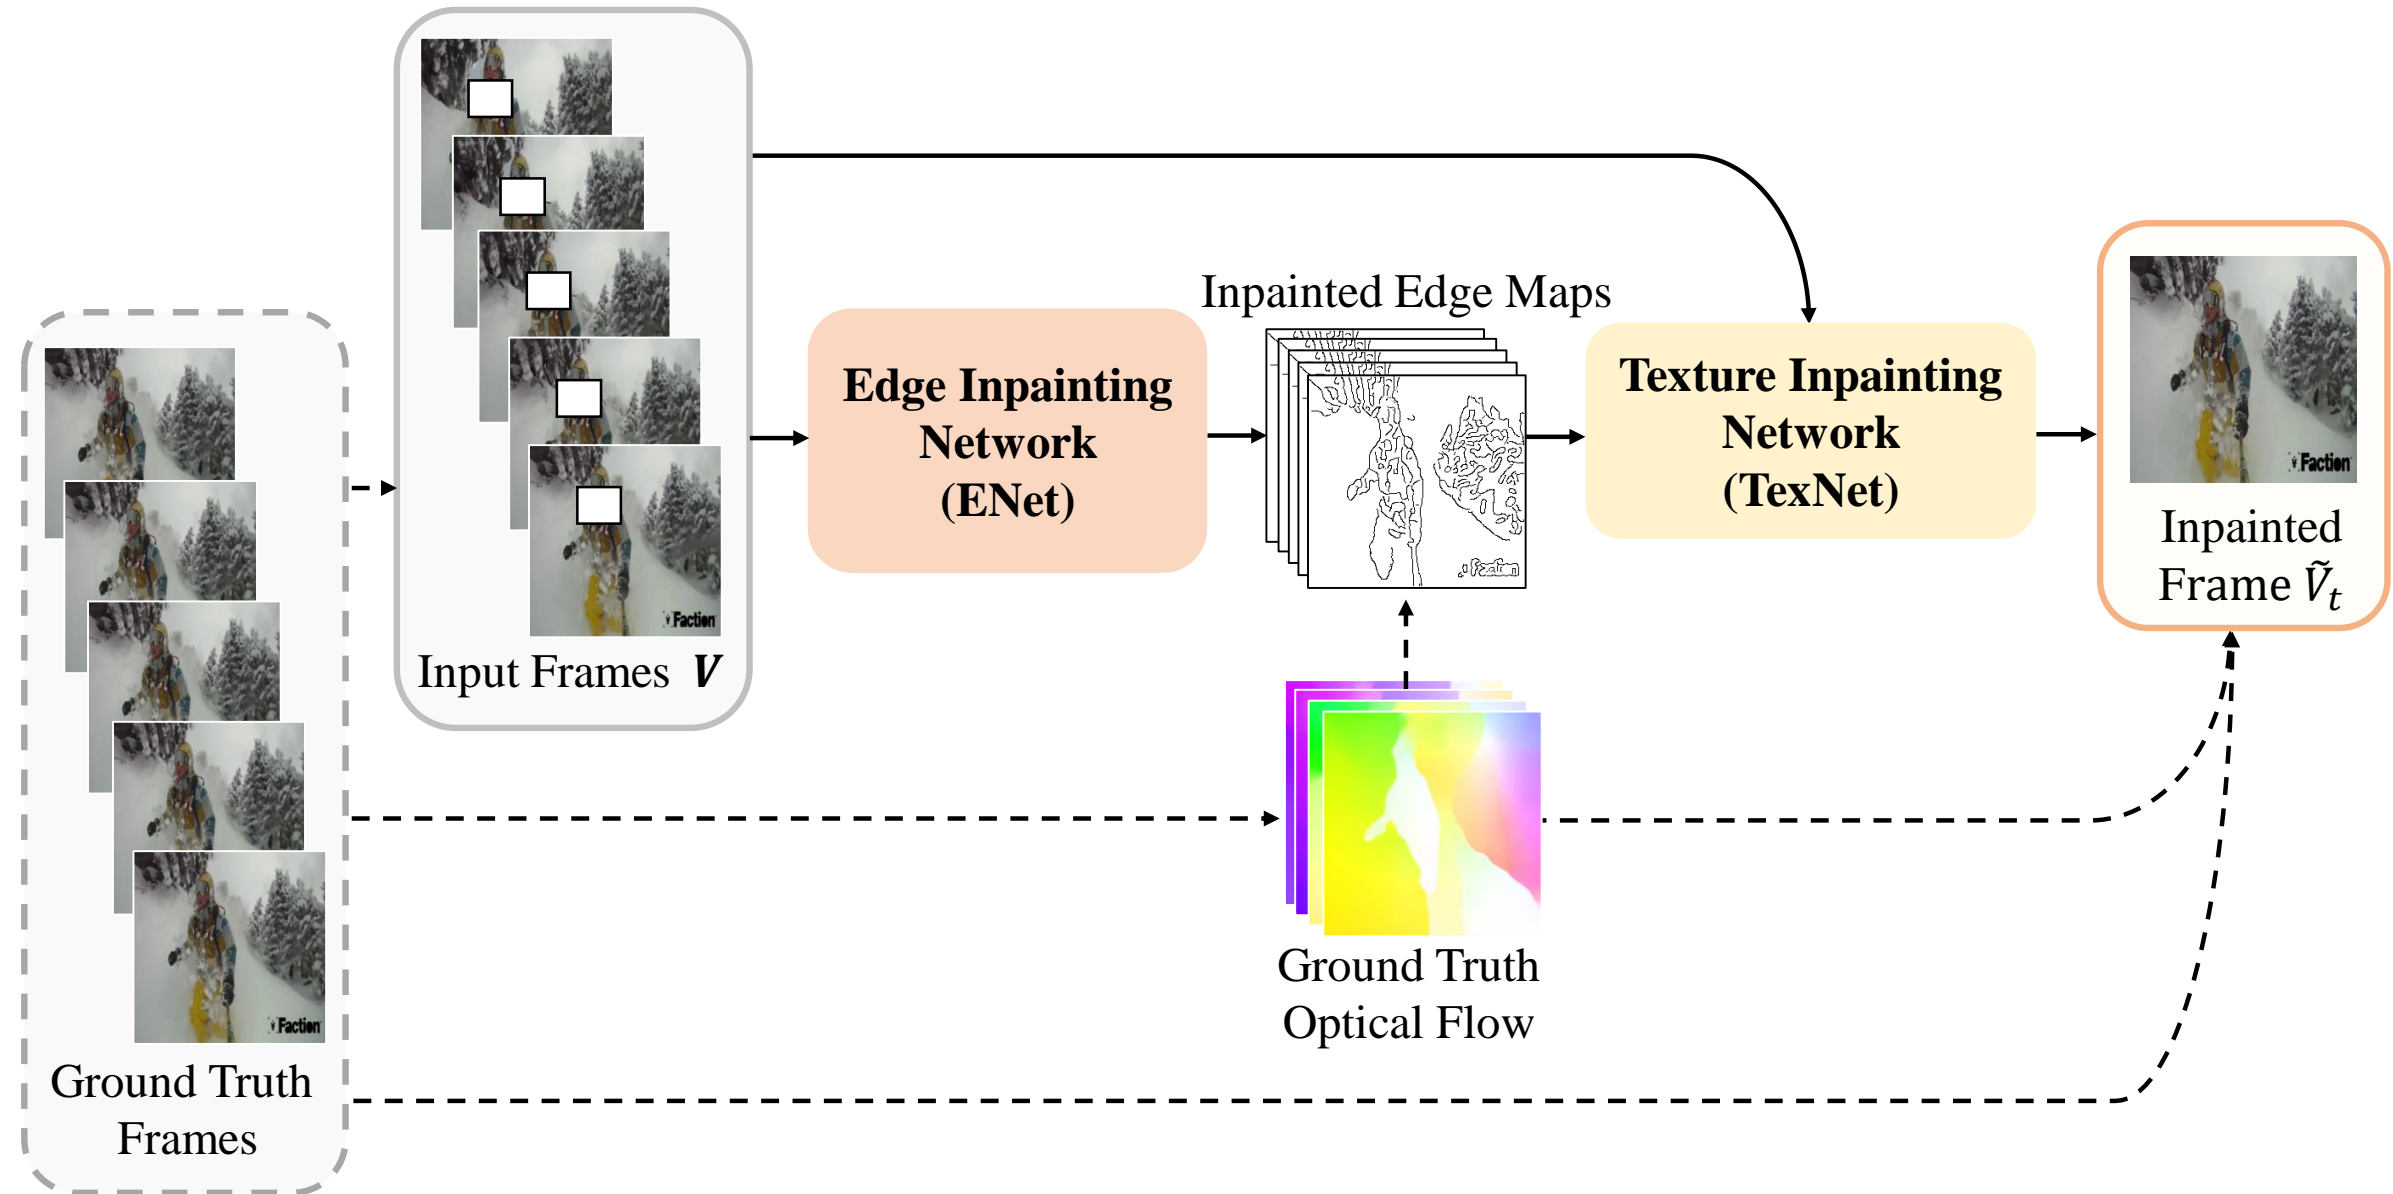 Faction
Input Frames V
Faction
Ground Truth
Frames
Edge Inpainting
Network
(ENet)
Inpainted Edge Maps
Faction
Ground Truth
Optical Flow
Texture Inpainting
Network
(TexNet)
Faction
Inpainted
Frame Ṽₜ